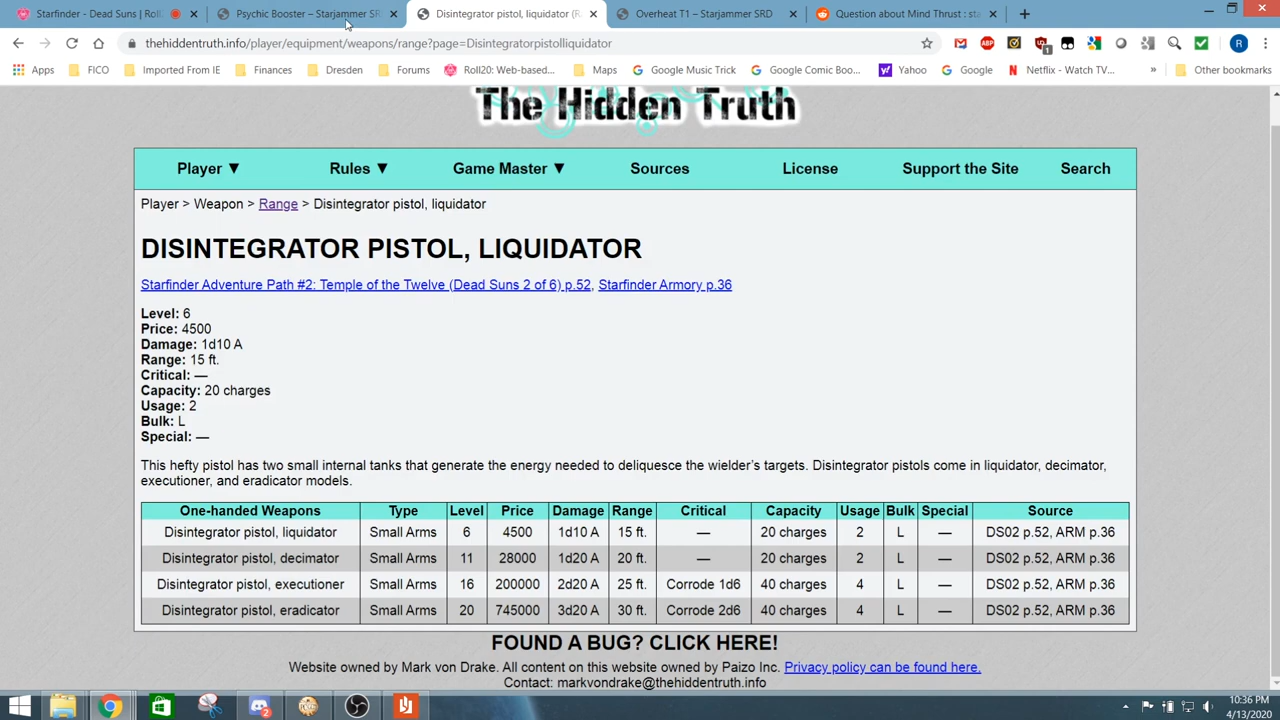 Starfinder - Dead Suns | Roll
Psychic Booster – Starjammer SR
Disintegrator pistol, liquidator (R
Overheat T1 – Starjammer SRD
Question about Mind Thrust : sta
thehiddentruth.info/player/equipment/weapons/range?page=Disintegratorpistolliquidator
R
Apps
FICO
Imported From IE
Finances
Dresden
Forums
Roll20: Web-based...
Maps
Google Music Trick
Google Comic Boo...
Yahoo
Google
Netflix - Watch TV...
»
Other bookmarks
The Hidden Truth
Player ▼ Rules ▼ Game Master ▼ Sources License Support the Site Search
Player > Weapon > Range > Disintegrator pistol, liquidator
DISINTEGRATOR PISTOL, LIQUIDATOR
Starfinder Adventure Path #2: Temple of the Twelve (Dead Suns 2 of 6) p.52, Starfinder Armory p.36
Level: 6
Price: 4500
Damage: 1d10 A
Range: 15 ft.
Critical: —
Capacity: 20 charges
Usage: 2
Bulk: L
Special: —
This hefty pistol has two small internal tanks that generate the energy needed to deliquesce the wielder's targets. Disintegrator pistols come in liquidator, decimator,
executioner, and eradicator models.
One-handed Weapons Type Level Price Damage Range Critical Capacity Usage Bulk Special Source
Disintegrator pistol, liquidator Small Arms 6 4500 1d10 A 15 ft. — 20 charges 2 L — DS02 p.52, ARM p.36
Disintegrator pistol, decimator Small Arms 11 28000 1d20 A 20 ft. — 20 charges 2 L — DS02 p.52, ARM p.36
Disintegrator pistol, executioner Small Arms 16 200000 2d20 A 25 ft. Corrode 1d6 40 charges 4 L — DS02 p.52, ARM p.36
Disintegrator pistol, eradicator Small Arms 20 745000 3d20 A 30 ft. Corrode 2d6 40 charges 4 L — DS02 p.52, ARM p.36
FOUND A BUG? CLICK HERE!
Website owned by Mark von Drake. All content on this website owned by Paizo Inc. Privacy policy can be found here.
Contact: markvondrake@thehiddentruth.info
10:36 PM
4/13/2020